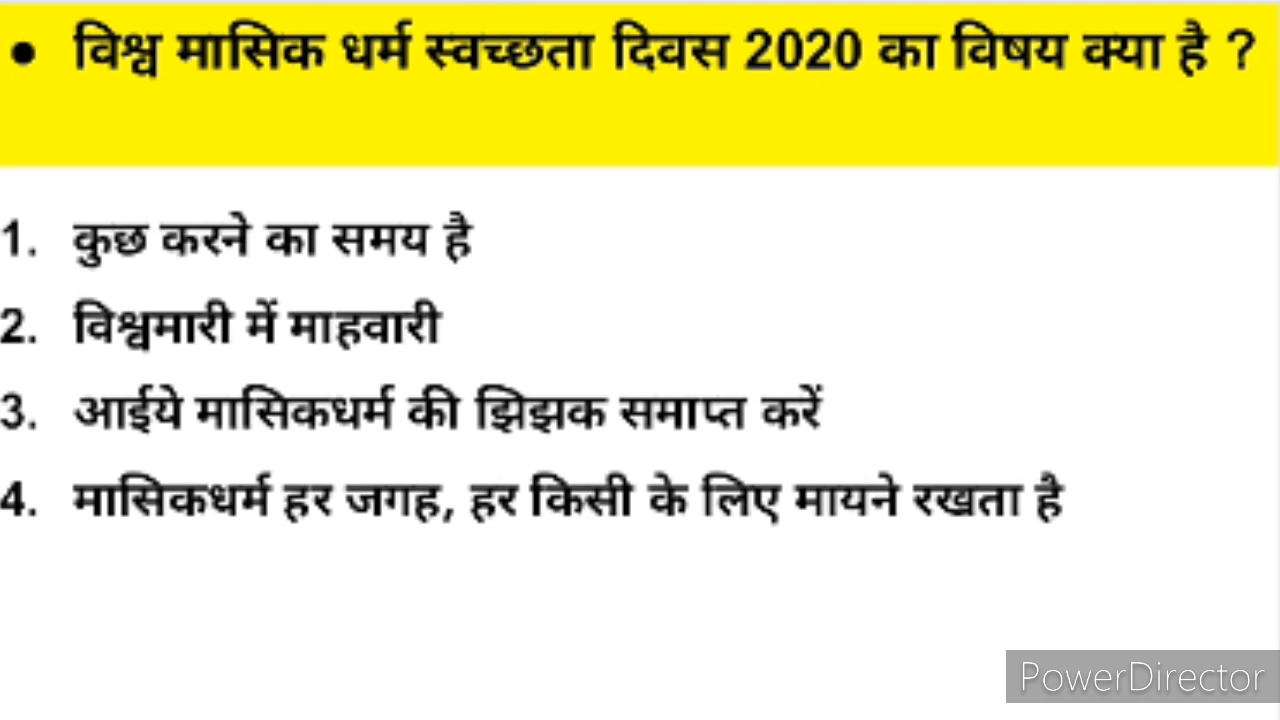 • विश्व मासिक धर्म स्वच्छता दिवस 2020 का विषय क्या है ?
1. कुछ करने का समय है
2. विश्वमारी में माहवारी
3. आईये मासिकधर्म की झिझक समाप्त करें
4. मासिकधर्म हर जगह, हर किसी के लिए मायने रखता है
PowerDirector